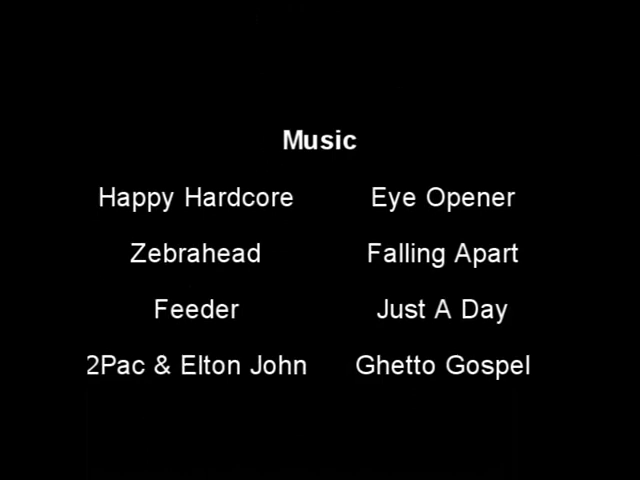 Music
Happy Hardcore Eye Opener
Zebrahead Falling Apart
Feeder Just A Day
2Pac & Elton John Ghetto Gospel